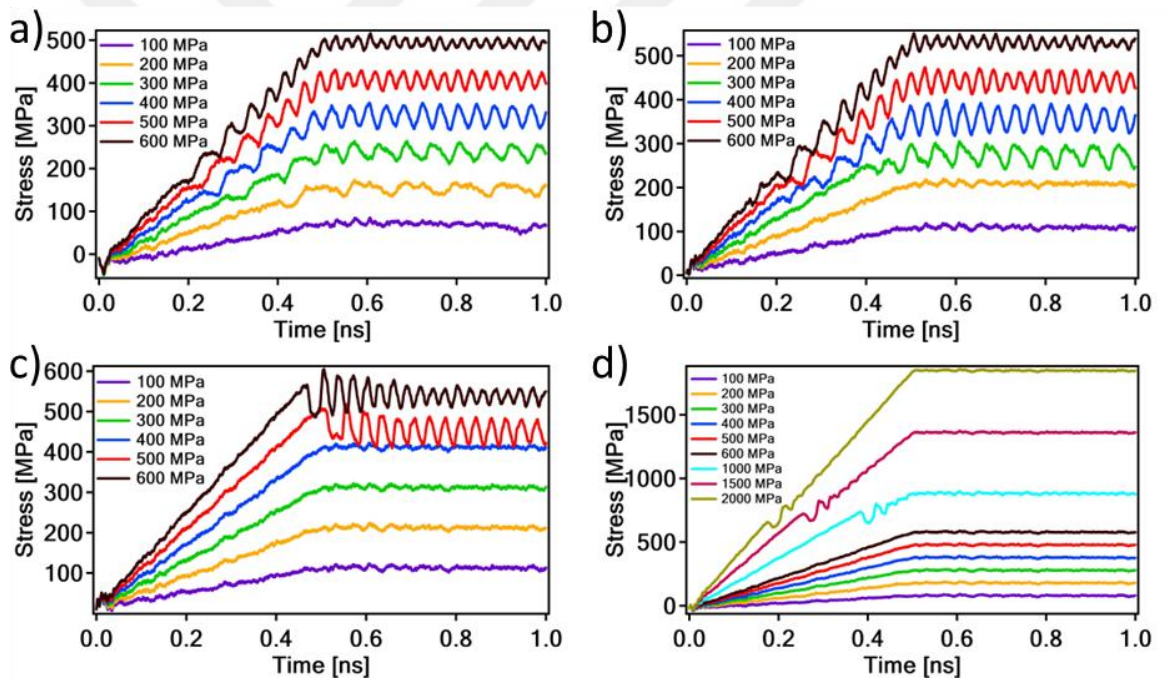 a)
Stress [MPa]
500
400
300
200
100
0
100 MPa
200 MPa
300 MPa
400 MPa
500 MPa
600 MPa
0.0 0.2 0.4 0.6 0.8 1.0
Time [ns]
b)
Stress [MPa]
500
400
300
200
100
0
100 MPa
200 MPa
300 MPa
400 MPa
500 MPa
600 MPa
0.0 0.2 0.4 0.6 0.8 1.0
Time [ns]
c)
Stress [MPa]
600
500
400
300
200
100
100 MPa
200 MPa
300 MPa
400 MPa
500 MPa
600 MPa
0.0 0.2 0.4 0.6 0.8 1.0
Time [ns]
d)
Stress [MPa]
1500
1000
500
0
100 MPa
200 MPa
300 MPa
400 MPa
500 MPa
600 MPa
1000 MPa
1500 MPa
2000 MPa
0.0 0.2 0.4 0.6 0.8 1.0
Time [ns]